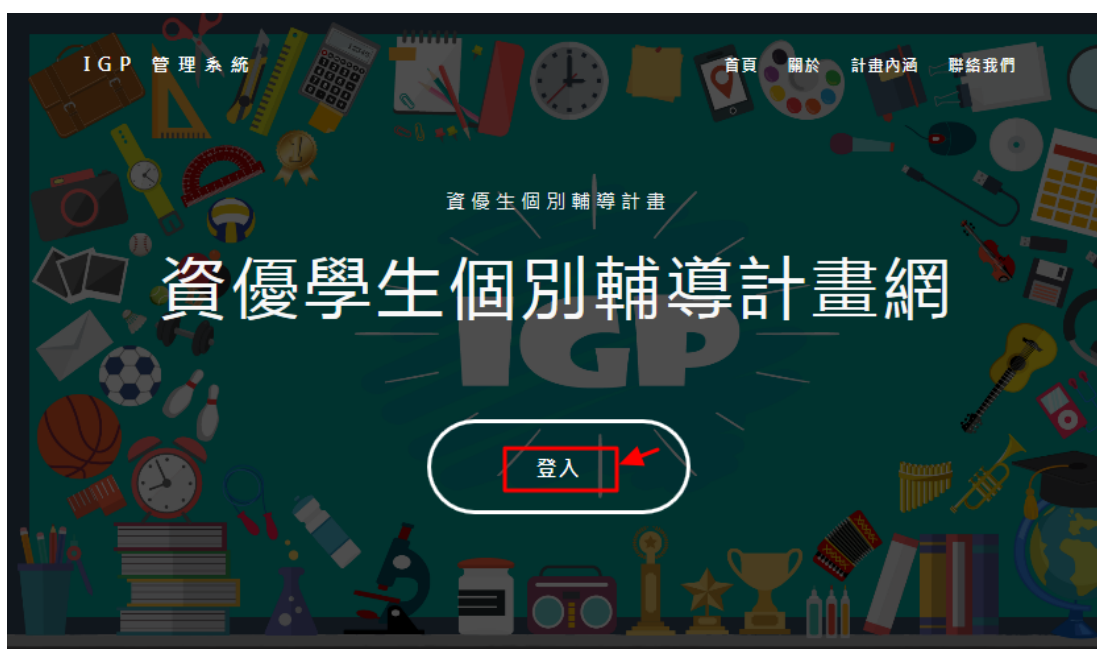 IGP 管理系統
首頁 關於 計畫內涵 聯絡我們
資優生個別輔導計畫
資優學生個別輔導計畫網
IGP
登入